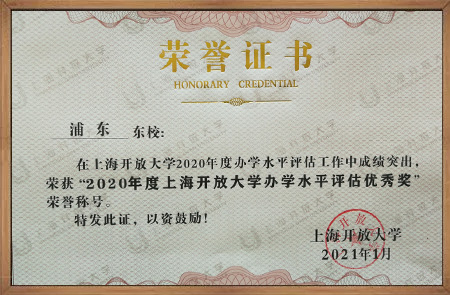 荣誉证书
HONORARY CREDENTIAL
浦东 东校：
在上海开放大学2020年度办学水平评估工作中成绩突出，
荣获“2020年度上海开放大学办学水平评估优秀奖”
荣誉称号。
特发此证，以资鼓励！
上海开放大学
2021年1月